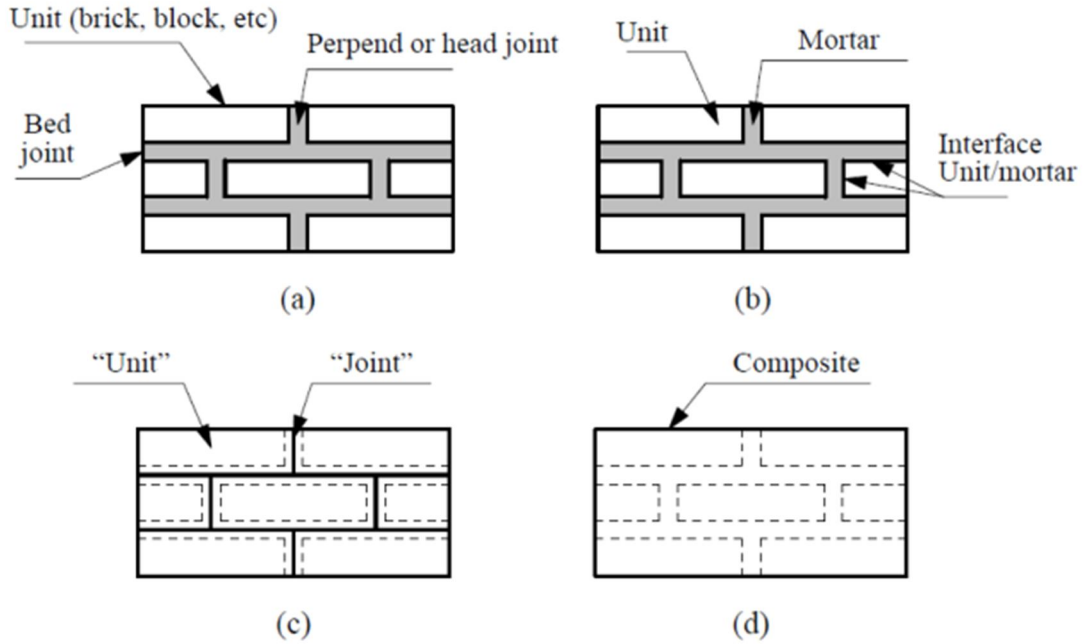 Unit (brick, block, etc)
Perpend or head joint
Bed
joint
(a)
Unit
Mortar
Interface
Unit/mortar
(b)
“Unit”
“Joint”
(c)
Composite
(d)